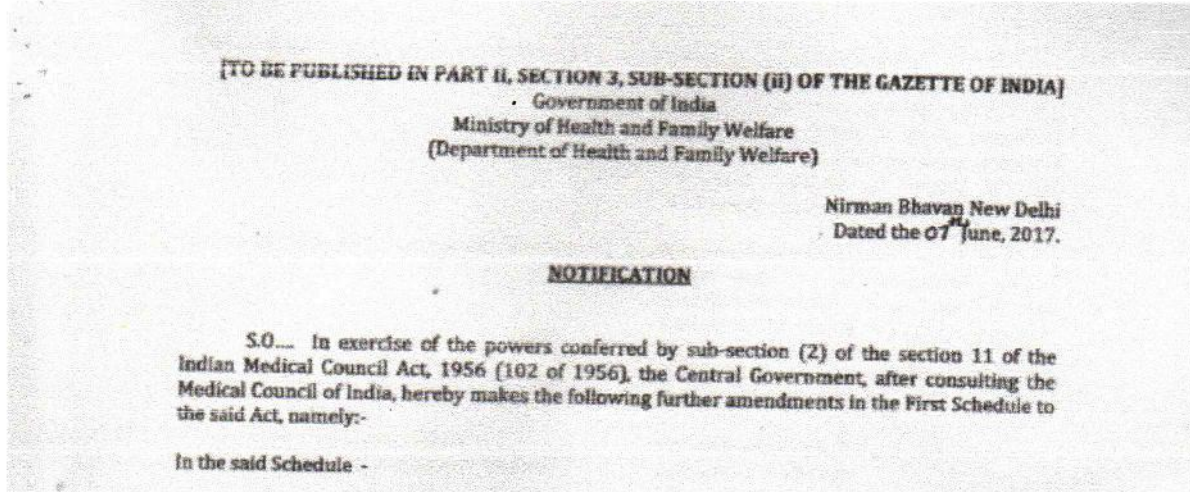 [TO BE PUBLISHED IN PART II, SECTION 3, SUB-SECTION (ii) OF THE GAZETTE OF INDIA]
Government of India
Ministry of Health and Family Welfare
(Department of Health and Family Welfare)
Nirman Bhavan New Delhi
Dated the 07th June, 2017.
NOTIFICATION
S.O.... In exercise of the powers conferred by sub-section (2) of the section 11 of the
Indian Medical Council Act, 1956 (102 of 1956), the Central Government, after consulting the
Medical Council of India, hereby makes the following further amendments in the First Schedule to
the said Act, namely:-
In the said Schedule -